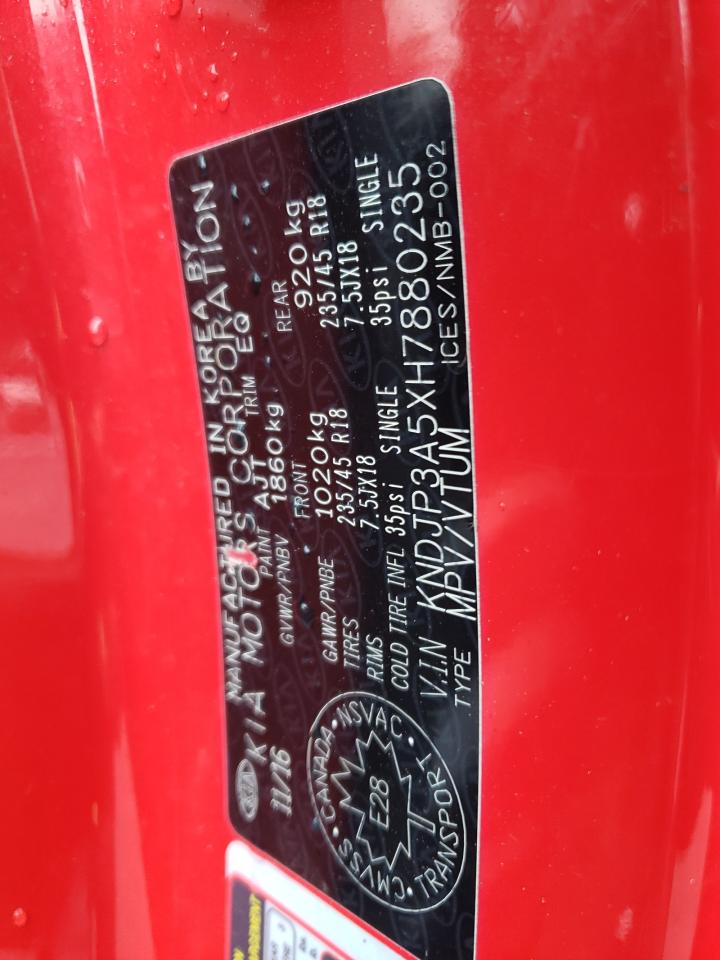 MANUFACTURED IN KOREA BY
KIA KIA MOTORS CORPORATION
11/16 PAINT AJT TRIM EQ
GVWR/PNBV 1860kg
FRONT REAR
GAWR/PNBE 1020kg 920kg
TIRES 235/45 R18 235/45 R18
RIMS 7.5JX18 7.5JX18
COLD TIRE INFL 35psi SINGLE 35psi SINGLE
V.I.N KNDJP3A5XH7880235
TYPE MPV/VTUM ICES/NMB-002
CANADA • NSVAC • TRANSPORT • CMVSS •
E28